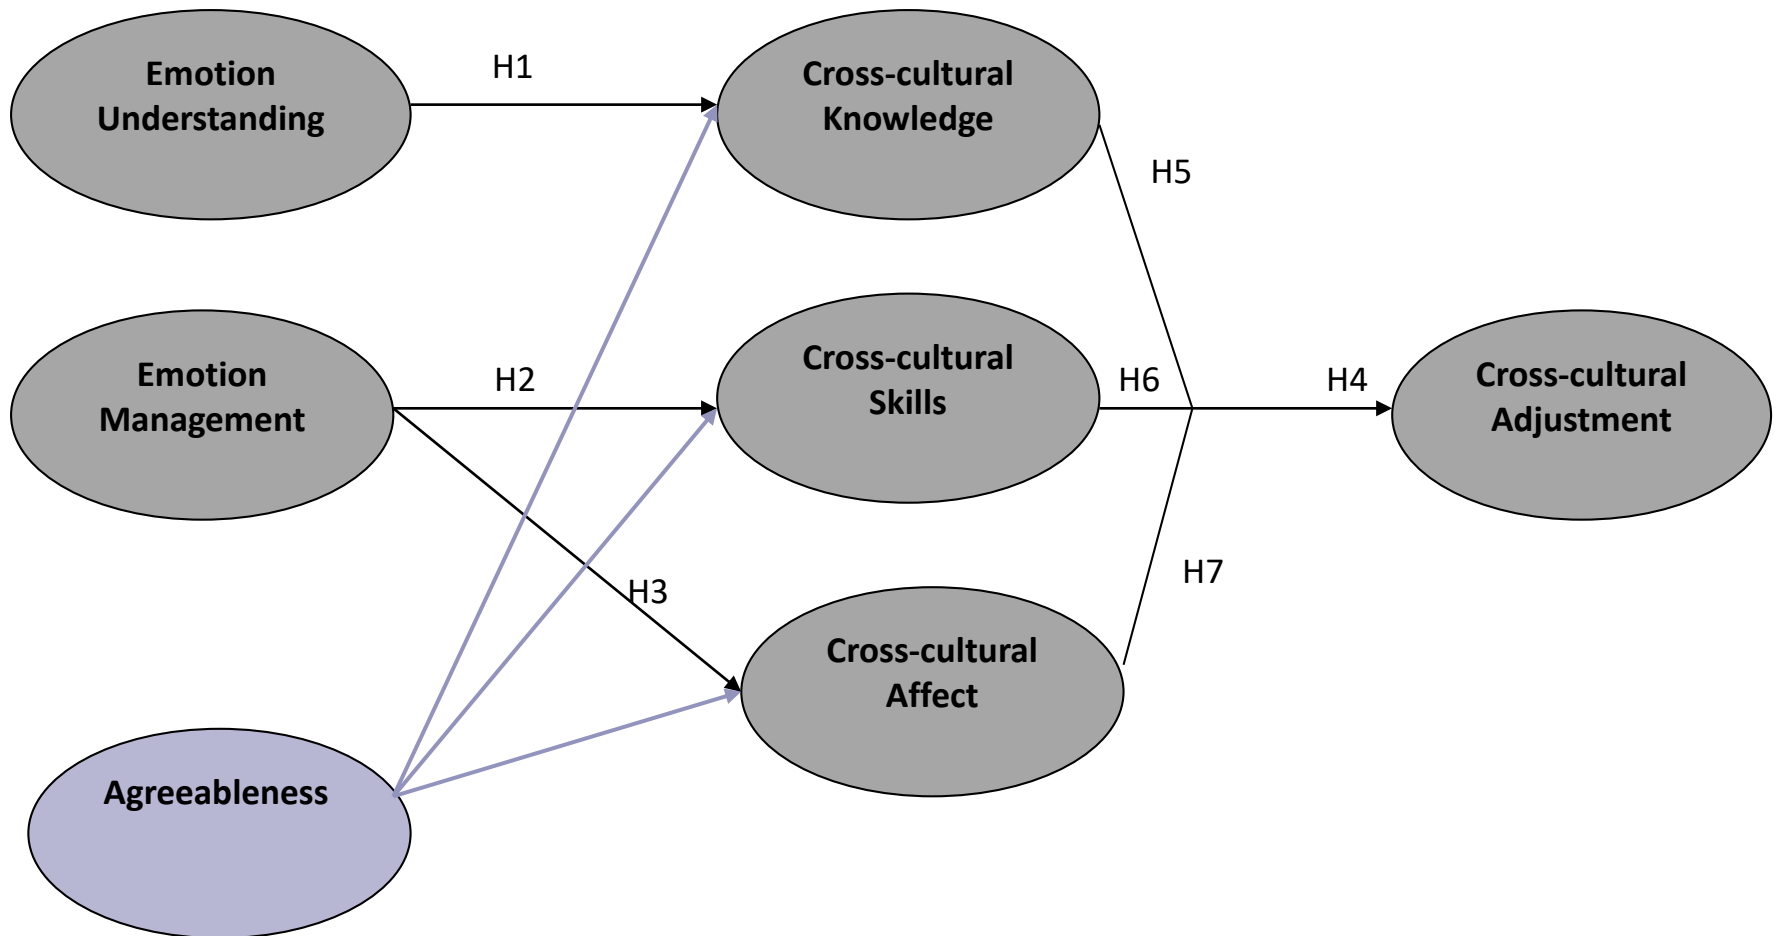 Emotion
Understanding
H1
Cross-cultural
Knowledge
H5
Emotion
Management
H2
Cross-cultural
Skills
H6
H4
Cross-cultural
Adjustment
H3
H7
Cross-cultural
Affect
Agreeableness